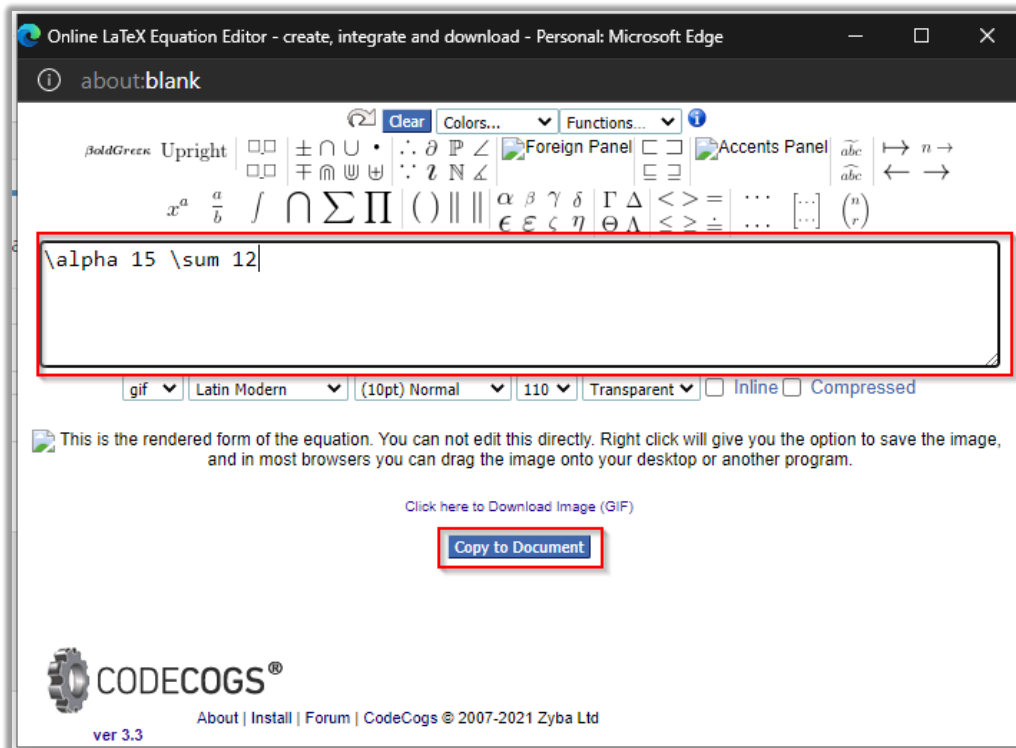 Online LaTeX Equation Editor - create, integrate and download - Personal: Microsoft Edge
about:blank
Clear Colors... Functions...
βoldGreek Upright ± ∩ ∪ • ∴ ∂ ℙ ∠ Foreign Panel ⊏ ⊐ Accents Panel abc ↦ n →
∓ ⋒ ⋓ ⊎ ∵ ℕ ∡ ⊑ ⊒ abc ← →
xᵃ a/b ∫ ⋂ ∑ ∏ ( ) || || α β γ δ Γ Δ < > = ... [...] (n r)
ϵ ε ζ η Θ Λ ≤ ≥ ≐ ...
\alpha 15 \sum 12
gif Latin Modern (10pt) Normal 110 Transparent Inline Compressed
This is the rendered form of the equation. You can not edit this directly. Right click will give you the option to save the image,
and in most browsers you can drag the image onto your desktop or another program.
Click here to Download Image (GIF)
Copy to Document
CODECOGS®
About | Install | Forum | CodeCogs © 2007-2021 Zyba Ltd
ver 3.3